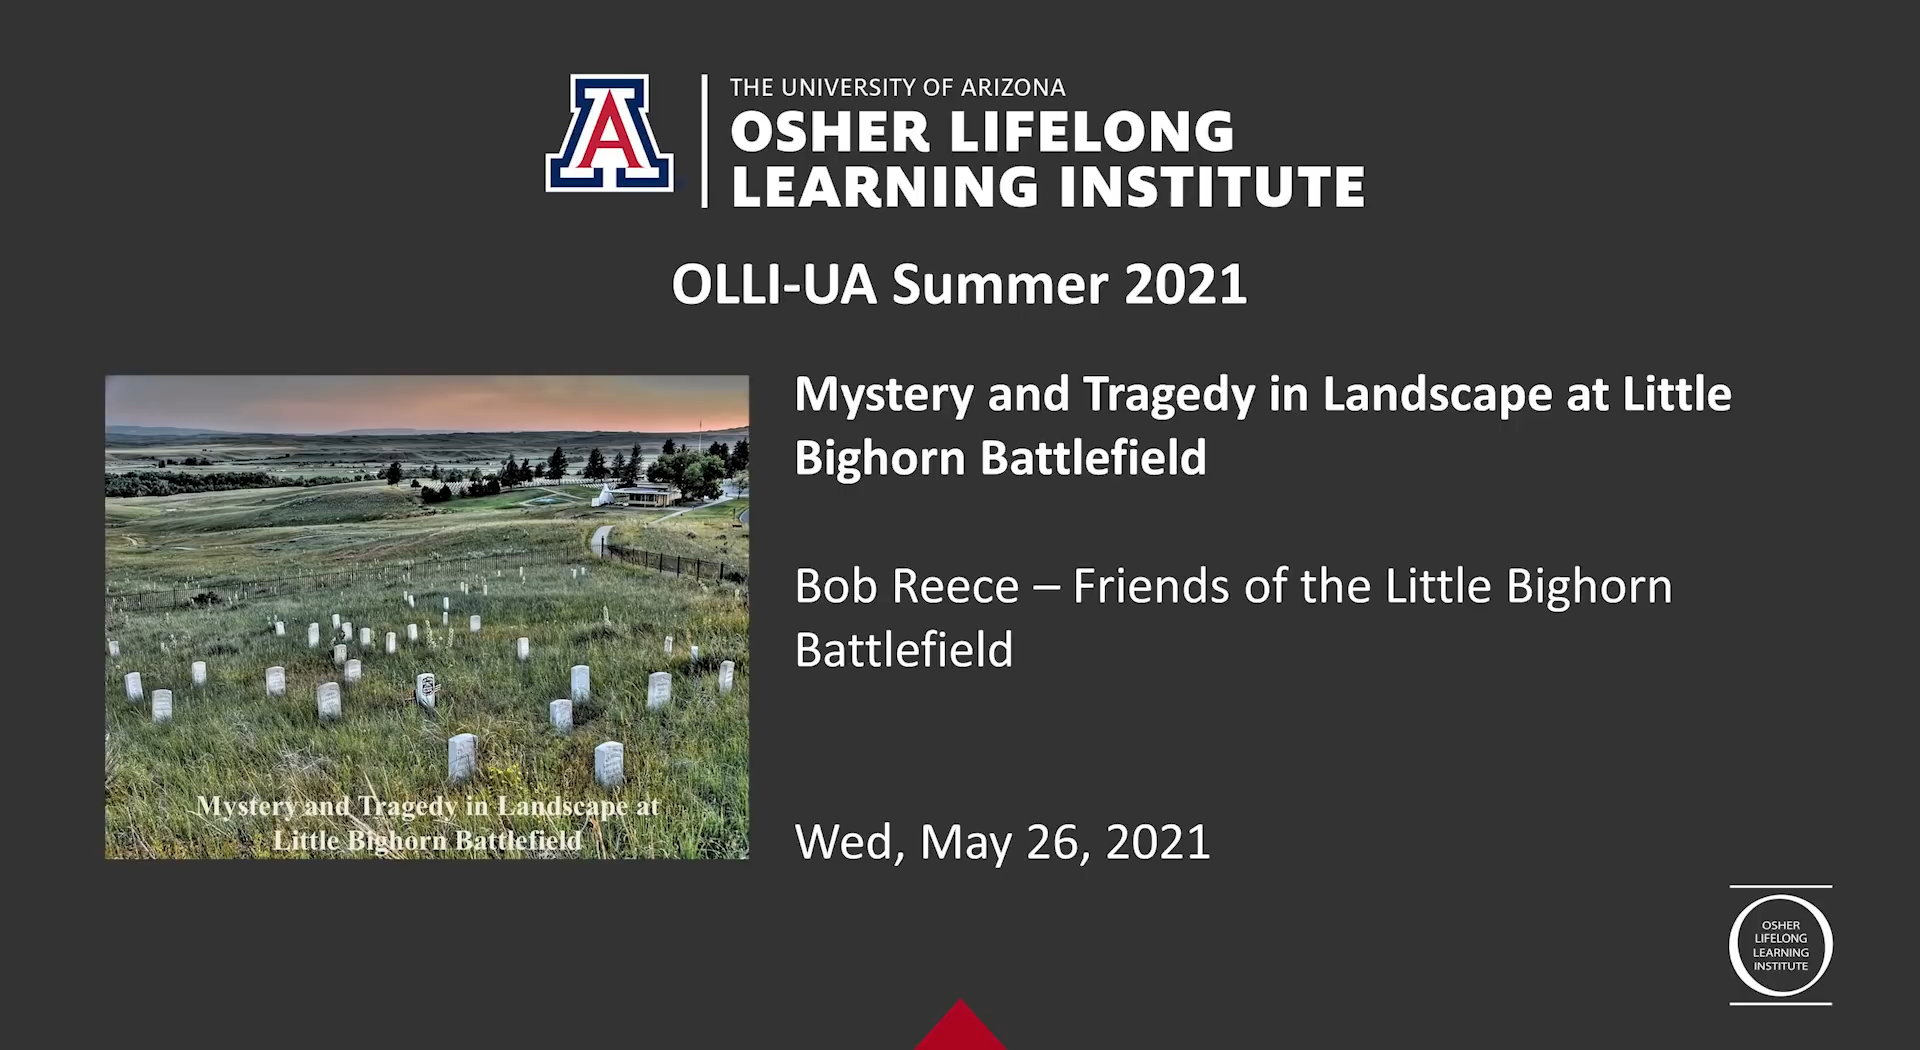 THE UNIVERSITY OF ARIZONA
OSHER LIFELONG
LEARNING INSTITUTE
OLLI-UA Summer 2021
Mystery and Tragedy in Landscape at Little
Bighorn Battlefield
Bob Reece – Friends of the Little Bighorn
Battlefield
Wed, May 26, 2021
Mystery and Tragedy in Landscape at
Little Bighorn Battlefield
OSHER
LIFELONG
LEARNING
INSTITUTE